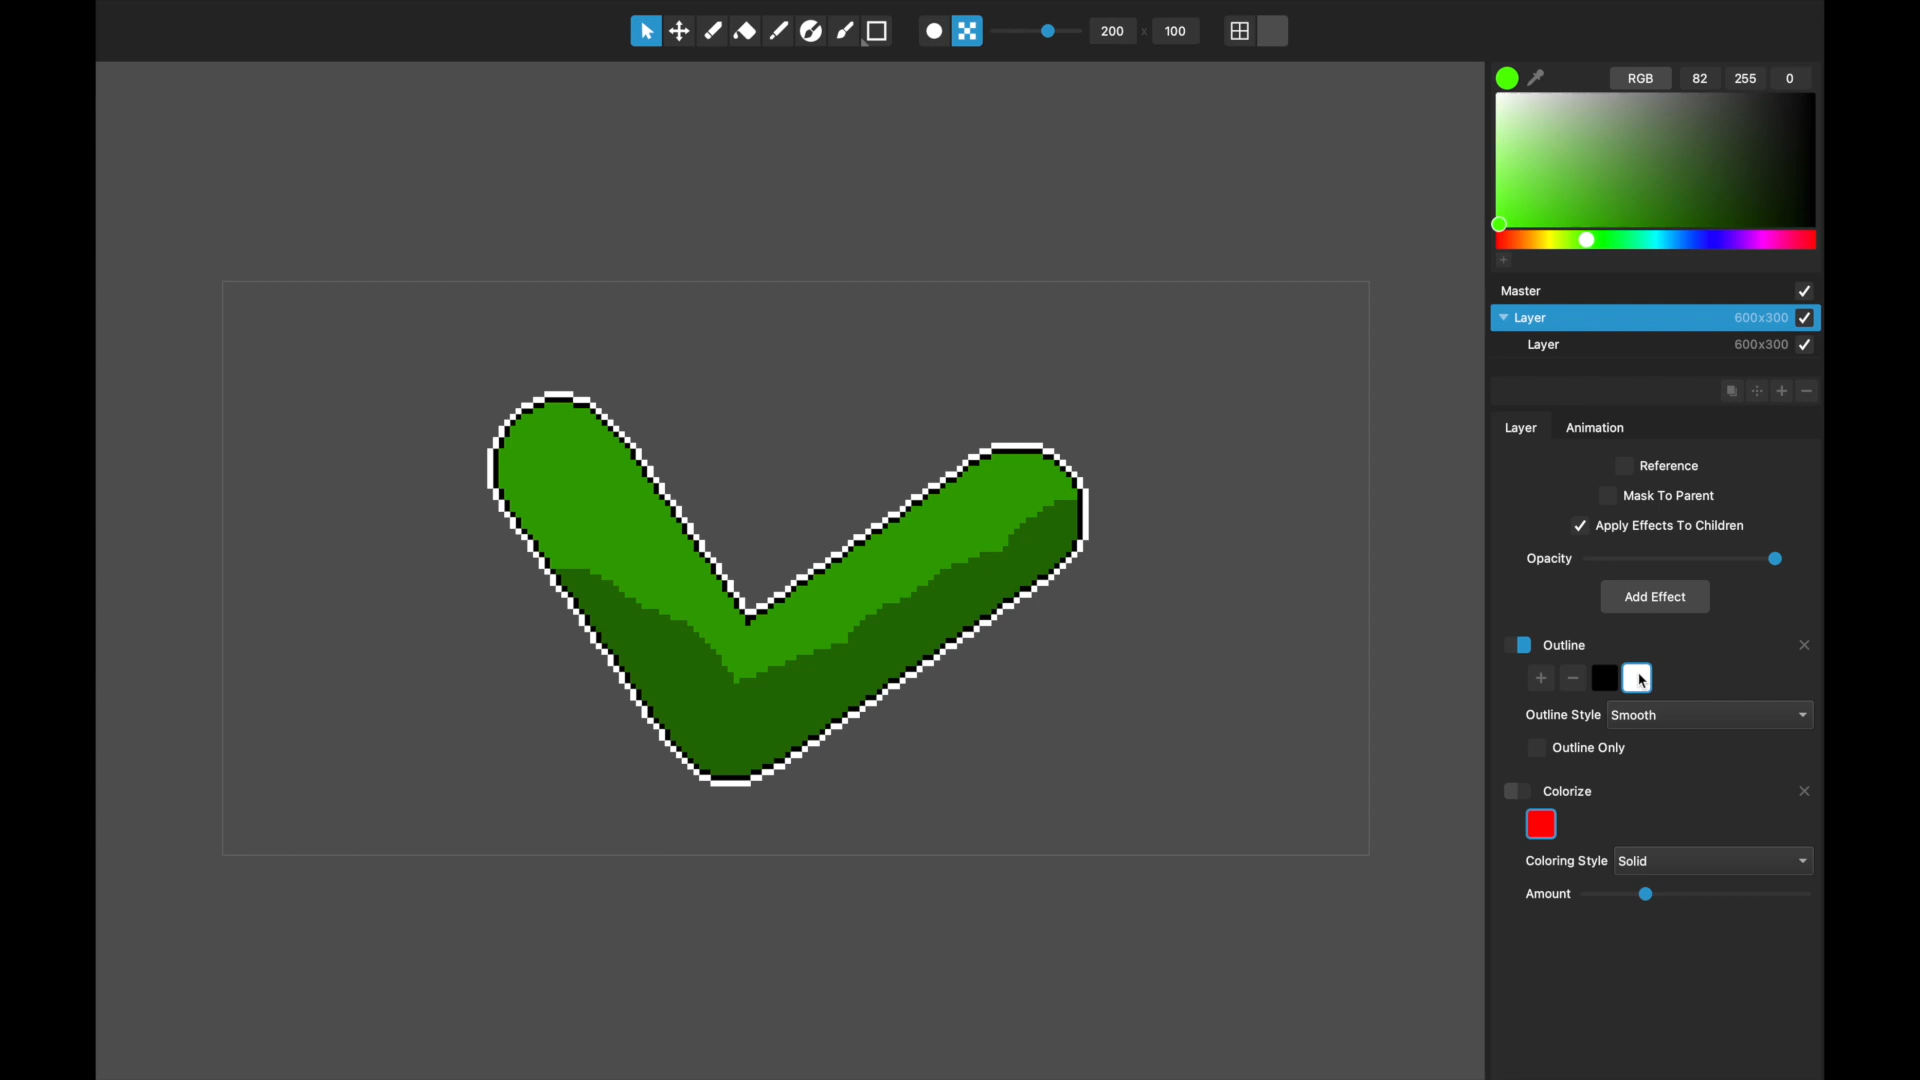 200 x 100
RGB 82 255 0
Master
Layer 600x300
Layer 600x300
Layer Animation
Reference
Mask To Parent
Apply Effects To Children
Opacity
Add Effect
Outline
Outline Style Smooth
Outline Only
Colorize
Coloring Style Solid
Amount